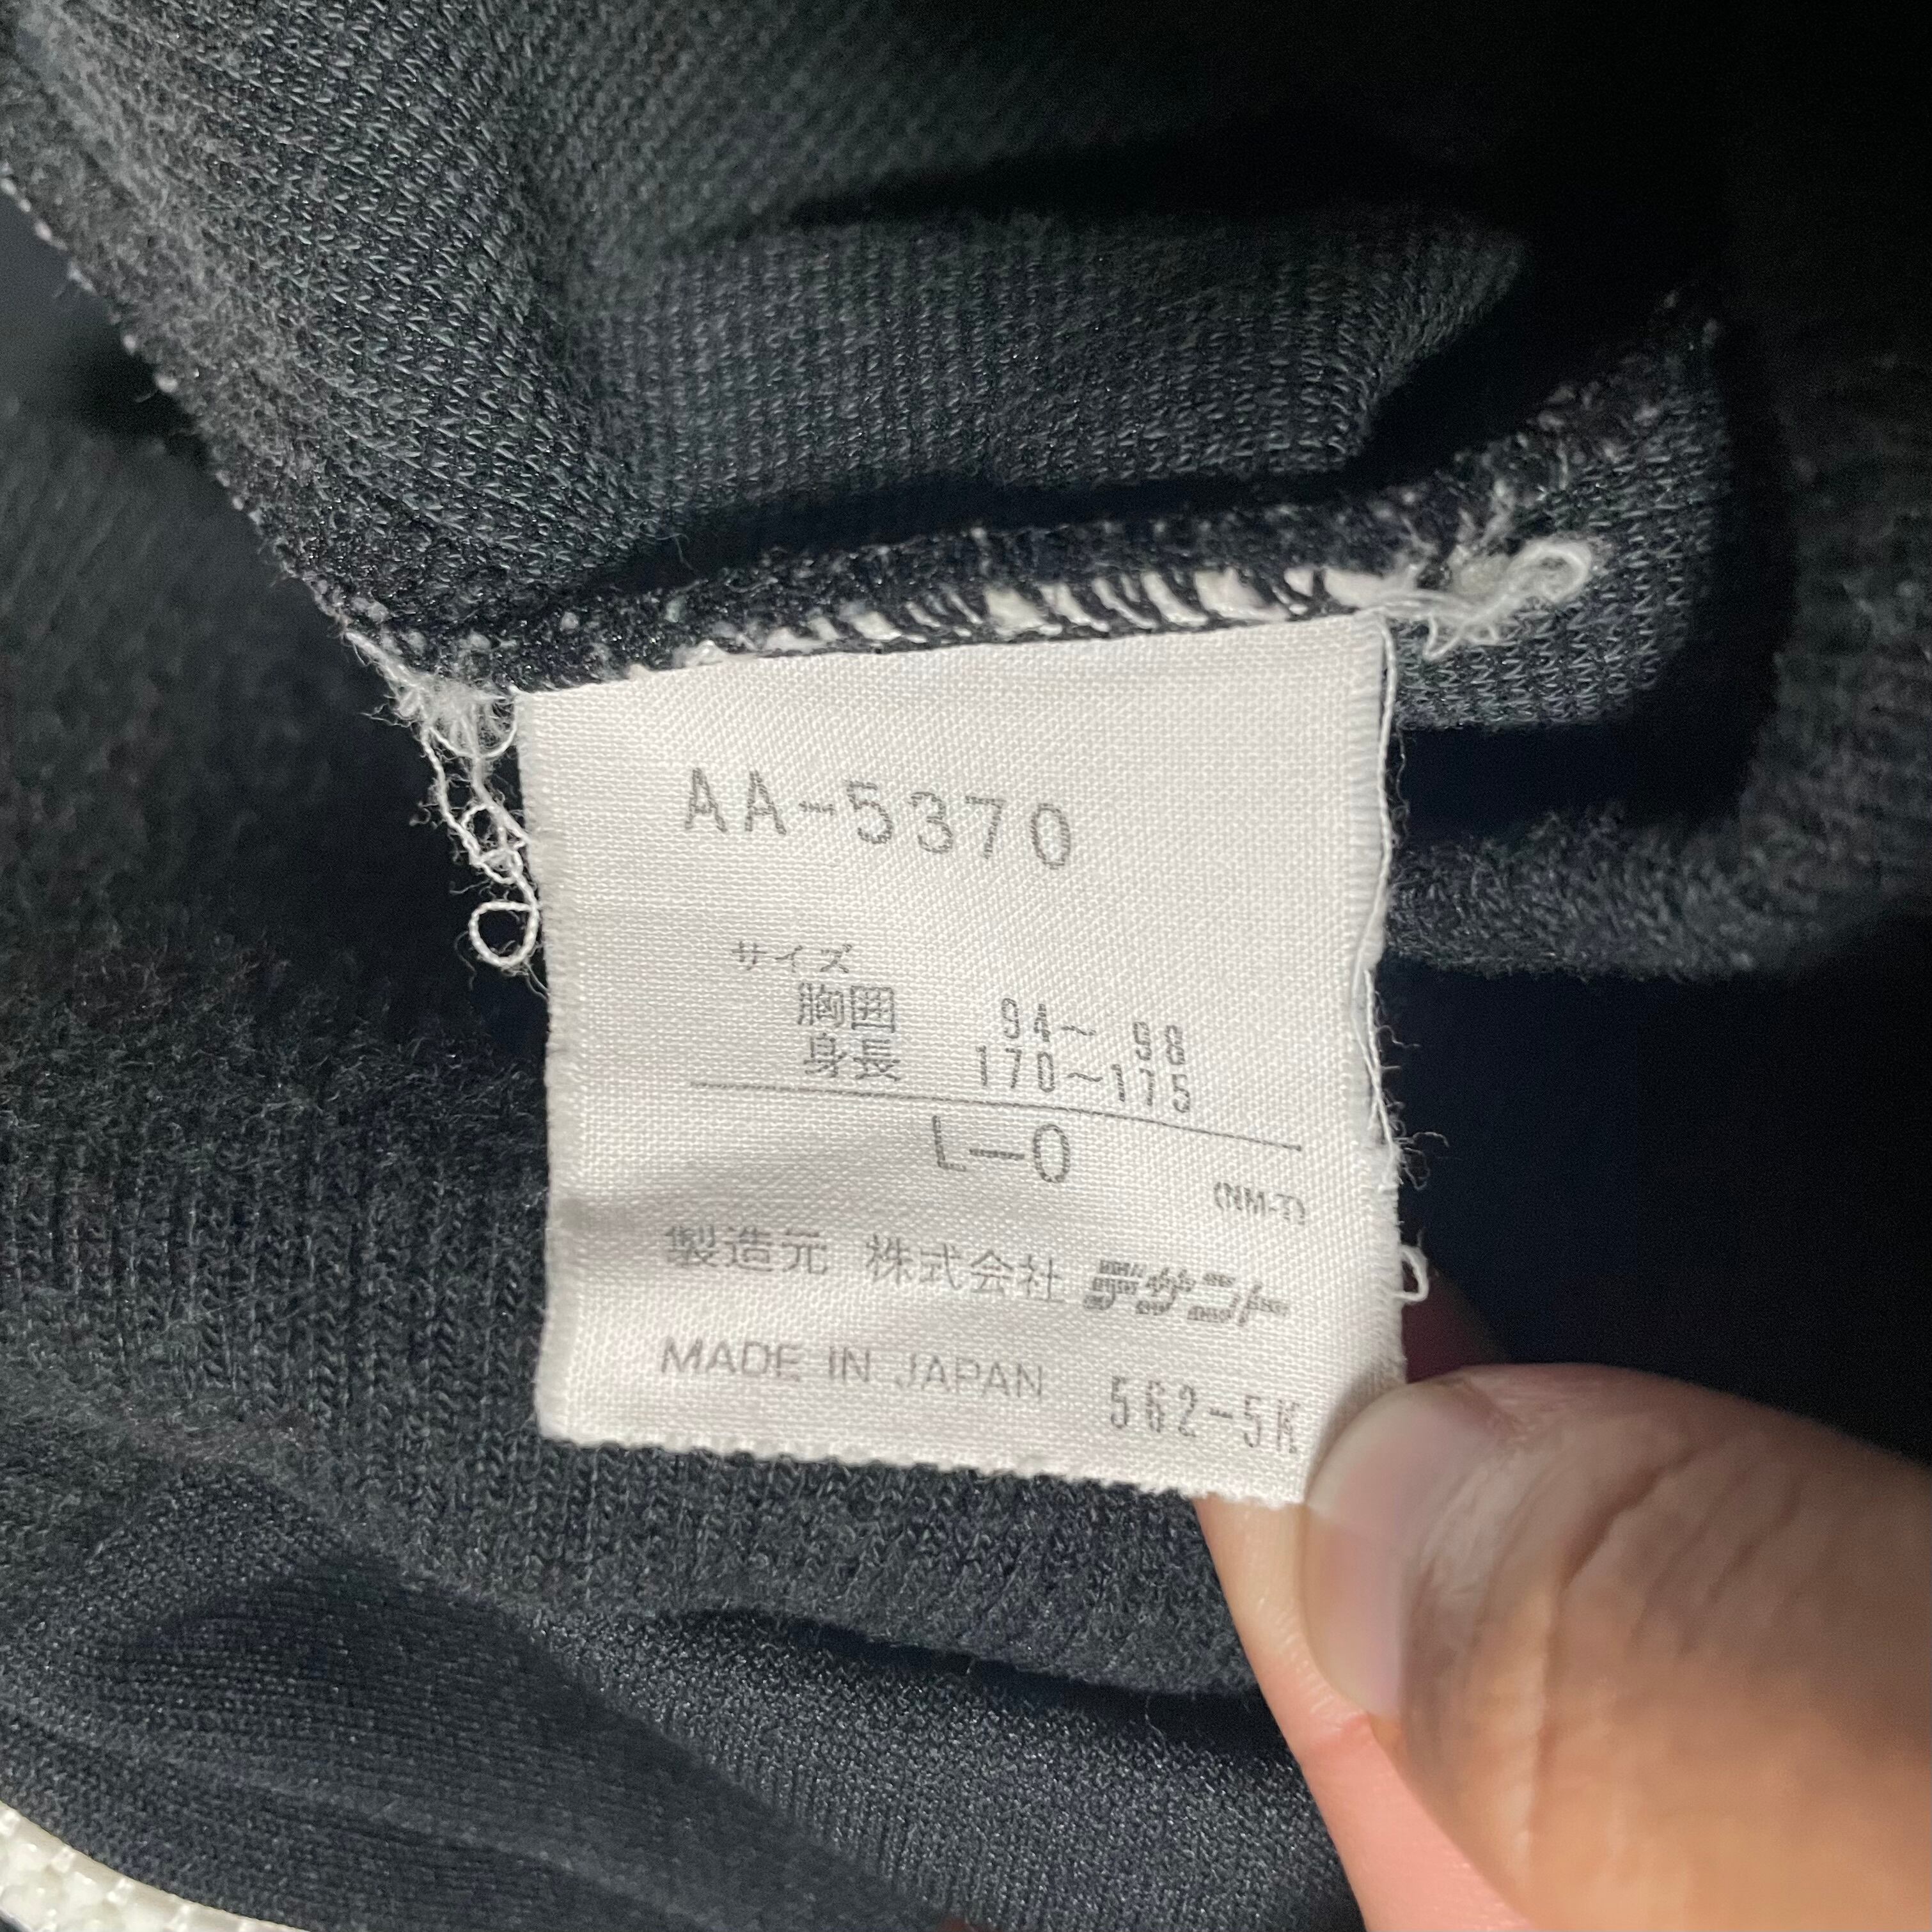 AA-5370
サイズ
胸囲 94〜 98
身長 170〜175
L—O
(NM-T)
製造元 株式会社 デサント
MADE IN JAPAN 562-5K